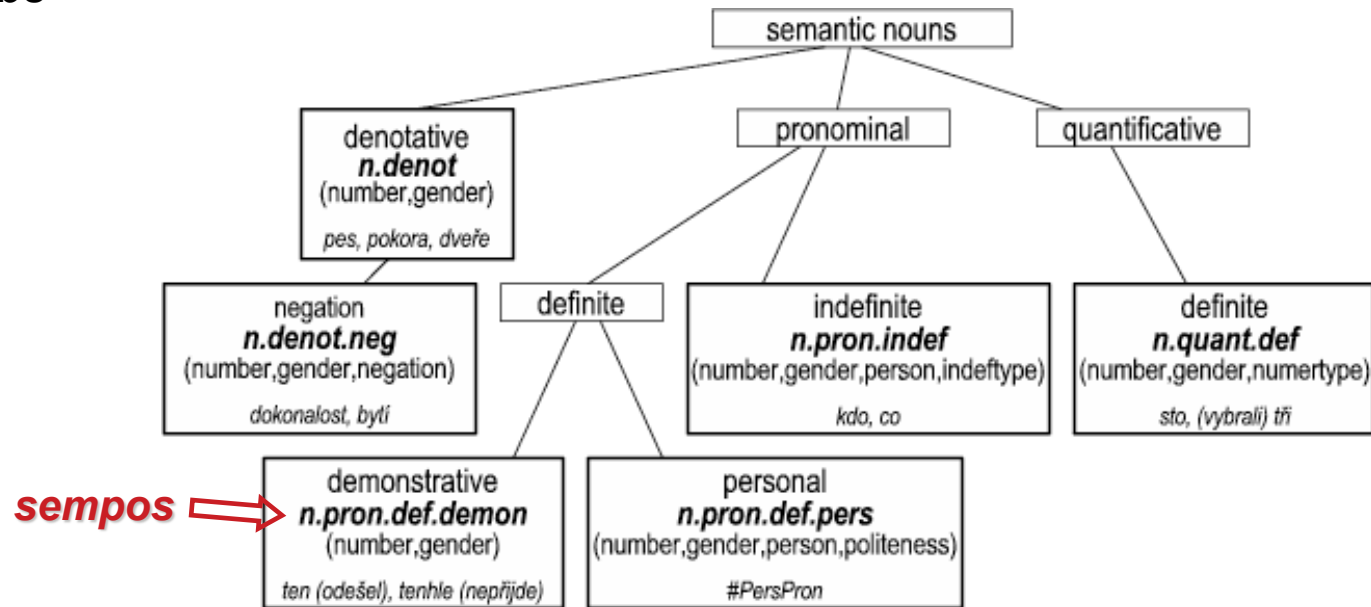 semantic nouns
denotative
n.denot
(number,gender)
pes, pokora, dveře
pronominal
quantificative
negation
n.denot.neg
(number,gender,negation)
dokonalost, bytí
definite
indefinite
n.pron.indef
(number,gender,person,indeftype)
kdo, co
definite
n.quant.def
(number,gender,numertype)
sto, (vybrali) tři
sempos
demonstrative
n.pron.def.demon
(number,gender)
ten (odešel), tenhle (nepřijde)
personal
n.pron.def.pers
(number,gender,person,politeness)
#PersPron